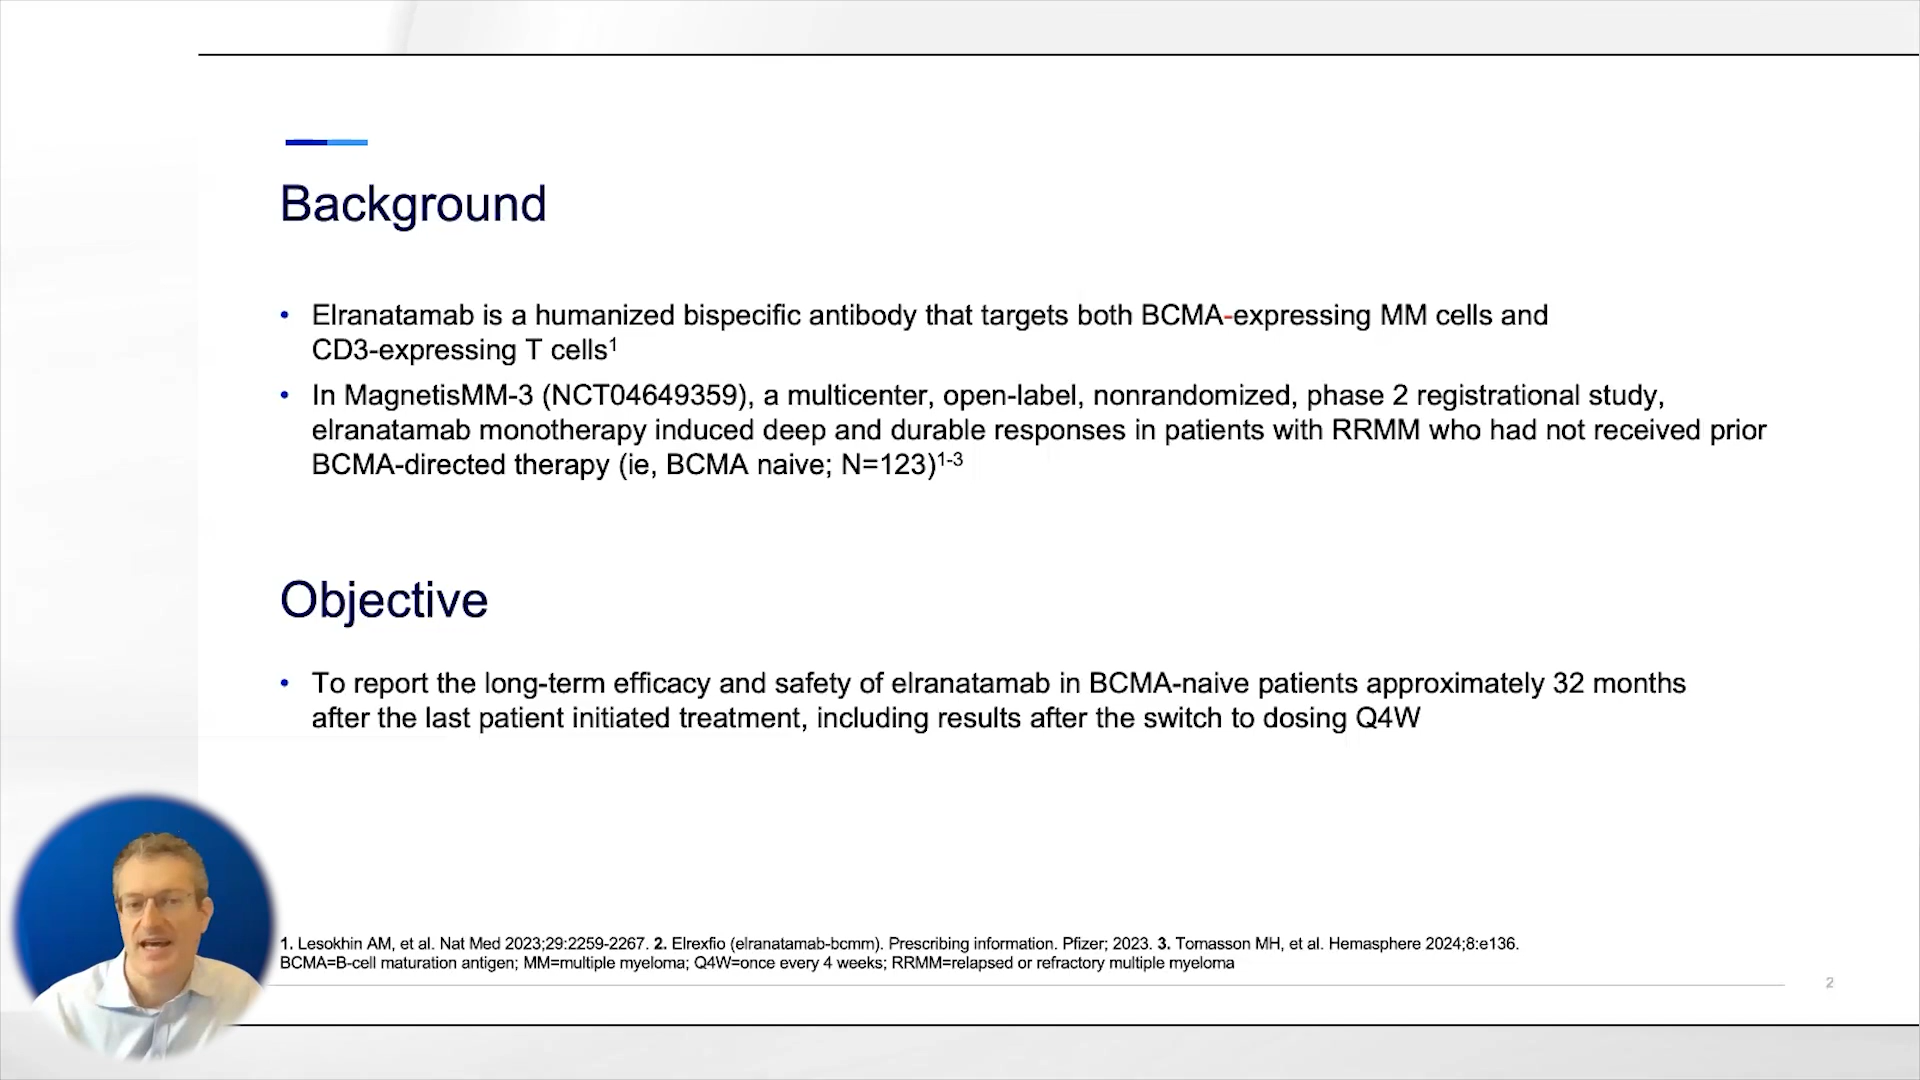 Background
• Elranatamab is a humanized bispecific antibody that targets both BCMA-expressing MM cells and
CD3-expressing T cells¹
• In MagnetisMM-3 (NCT04649359), a multicenter, open-label, nonrandomized, phase 2 registrational study,
elranatamab monotherapy induced deep and durable responses in patients with RRMM who had not received prior
BCMA-directed therapy (ie, BCMA naive; N=123)¹⁻³
Objective
• To report the long-term efficacy and safety of elranatamab in BCMA-naive patients approximately 32 months
after the last patient initiated treatment, including results after the switch to dosing Q4W
1. Lesokhin AM, et al. Nat Med 2023;29:2259-2267. 2. Elrexfio (elranatamab-bcmm). Prescribing information. Pfizer; 2023. 3. Tomasson MH, et al. Hemasphere 2024;8:e136.
BCMA=B-cell maturation antigen; MM=multiple myeloma; Q4W=once every 4 weeks; RRMM=relapsed or refractory multiple myeloma
2